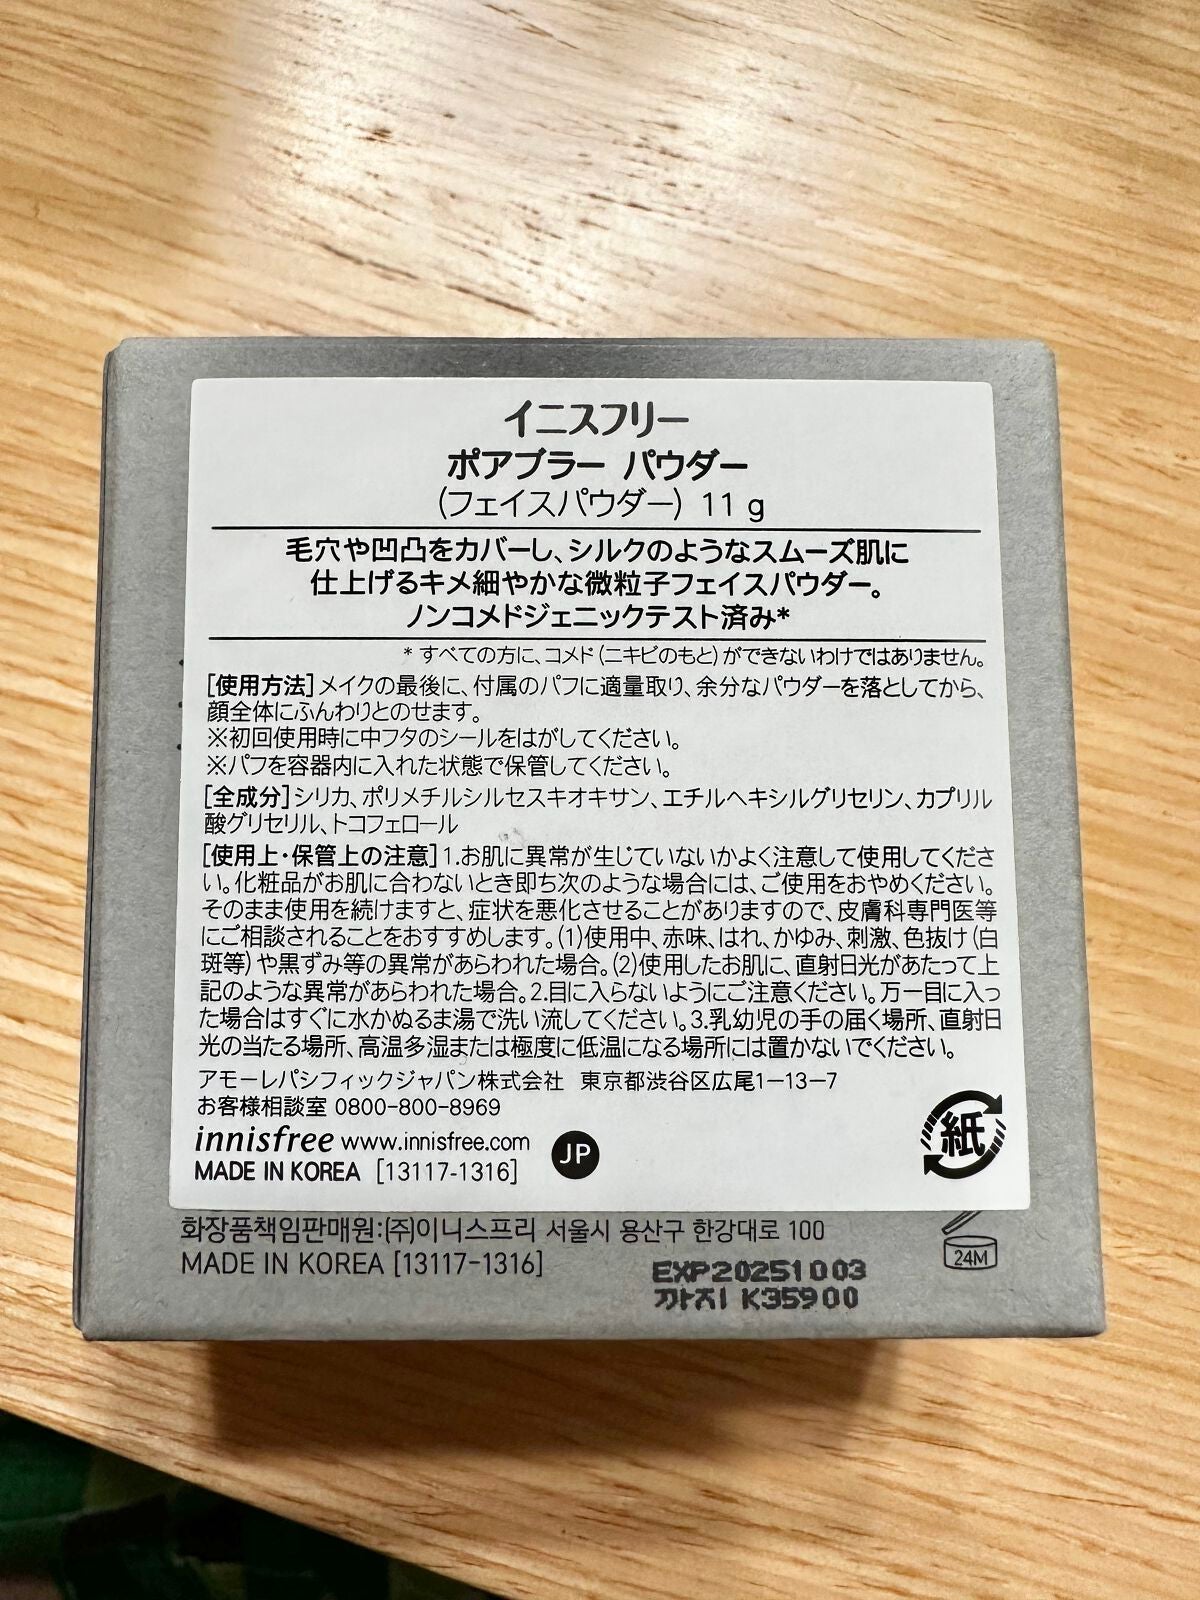 イニスフリー
ポアブラー パウダー
(フェイスパウダー) 11 g
毛穴や凹凸をカバーし、シルクのようなスムーズ肌に
仕上げるキメ細やかな微粒子フェイスパウダー。
ノンコメドジェニックテスト済み*
* すべての方に、コメド(ニキビのもと)ができないわけではありません。
[使用方法]メイクの最後に、付属のパフに適量取り、余分なパウダーを落としてから、
顔全体にふんわりとのせます。
※初回使用時に中フタのシールをはがしてください。
※パフを容器内に入れた状態で保管してください。
[全成分]シリカ、ポリメチルシルセスキオキサン、エチルヘキシルグリセリン、カプリル
酸グリセリル、トコフェロール
[使用上・保管上の注意]1.お肌に異常が生じていないかよく注意して使用してくださ
い。化粧品がお肌に合わないとき即ち次のような場合には、ご使用をおやめください。
そのまま使用を続けますと、症状を悪化させることがありますので、皮膚科専門医等
にご相談されることをおすすめします。(1)使用中、赤味、はれ、かゆみ、刺激、色抜け(白
斑等)や黒ずみ等の異常があらわれた場合。(2)使用したお肌に、直射日光があたって上
記のような異常があらわれた場合。2.目に入らないようにご注意ください。万一目に入っ
た場合はすぐに水かぬるま湯で洗い流してください。3.乳幼児の手の届く場所、直射日
光の当たる場所、高温多湿または極度に低温になる場所には置かないでください。
アモーレパシフィックジャパン株式会社 東京都渋谷区広尾1-13-7
お客様相談室 0800-800-8969
innisfree www.innisfree.com
JP
紙
MADE IN KOREA [13117-1316]
화장품책임판매원:(주)이니스프리 서울시 용산구 한강대로 100
MADE IN KOREA [13117-1316]
24M
EXP20251003
까지 K35900